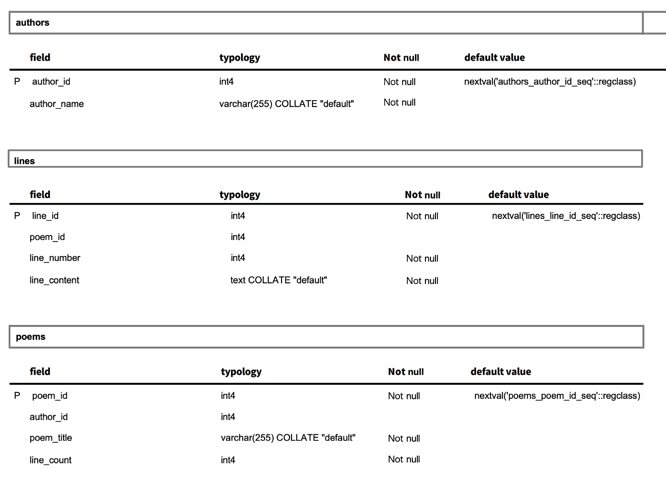 authors
field typology Not null default value
P author_id int4 Not null nextval('authors_author_id_seq'::regclass)
author_name varchar(255) COLLATE "default" Not null
lines
field typology Not null default value
P line_id int4 Not null nextval('lines_line_id_seq'::regclass)
poem_id int4
line_number int4 Not null
line_content text COLLATE "default" Not null
poems
field typology Not null default value
P poem_id int4 Not null nextval('poems_poem_id_seq'::regclass)
author_id int4
poem_title varchar(255) COLLATE "default" Not null
line_count int4 Not null